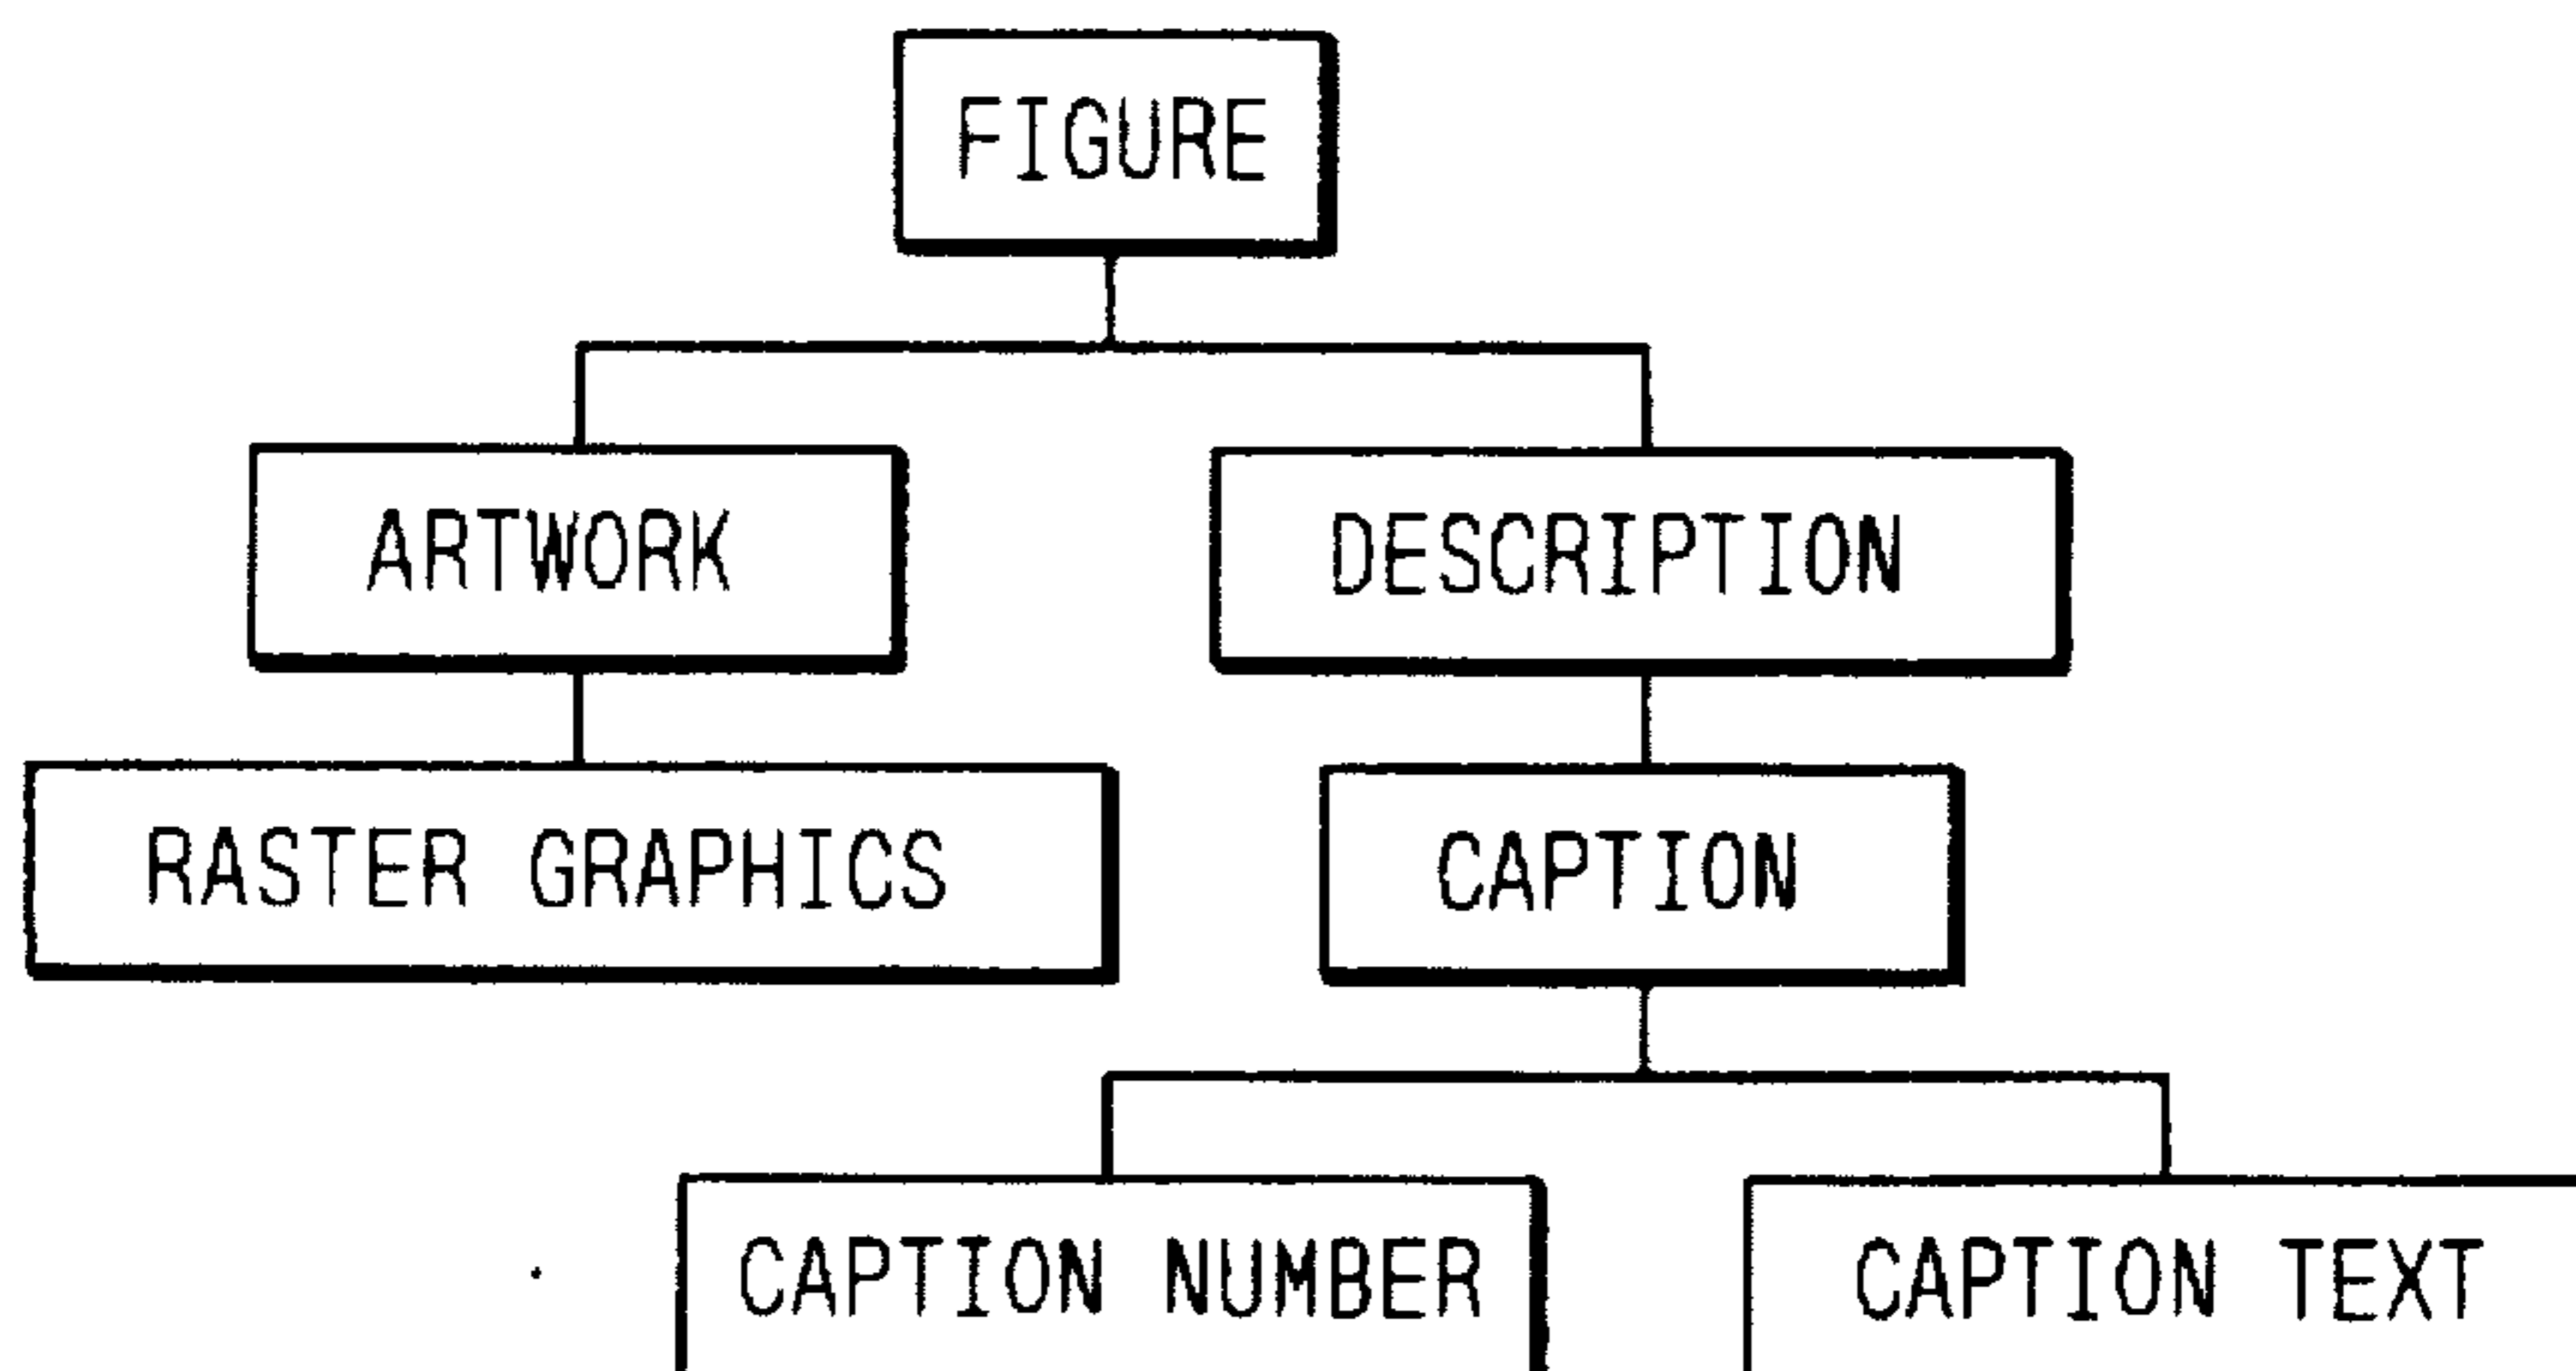 FIGURE
ARTWORK
DESCRIPTION
RASTER GRAPHICS
CAPTION
CAPTION NUMBER
CAPTION TEXT